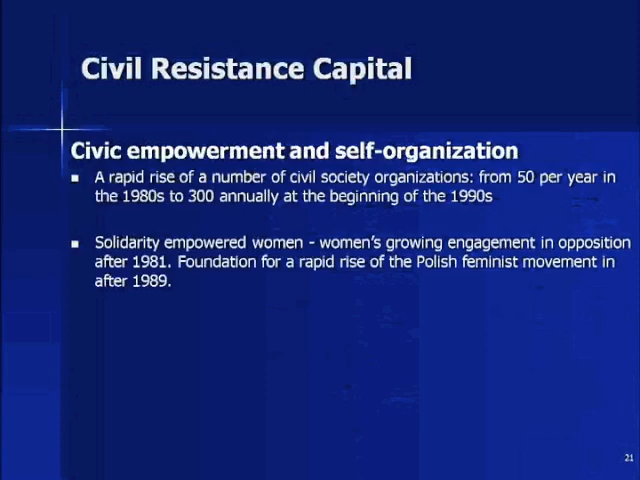 Civil Resistance Capital
Civic empowerment and self-organization
▪ A rapid rise of a number of civil society organizations: from 50 per year in
the 1980s to 300 annually at the beginning of the 1990s
▪ Solidarity empowered women - women's growing engagement in opposition
after 1981. Foundation for a rapid rise of the Polish feminist movement in
after 1989.
21